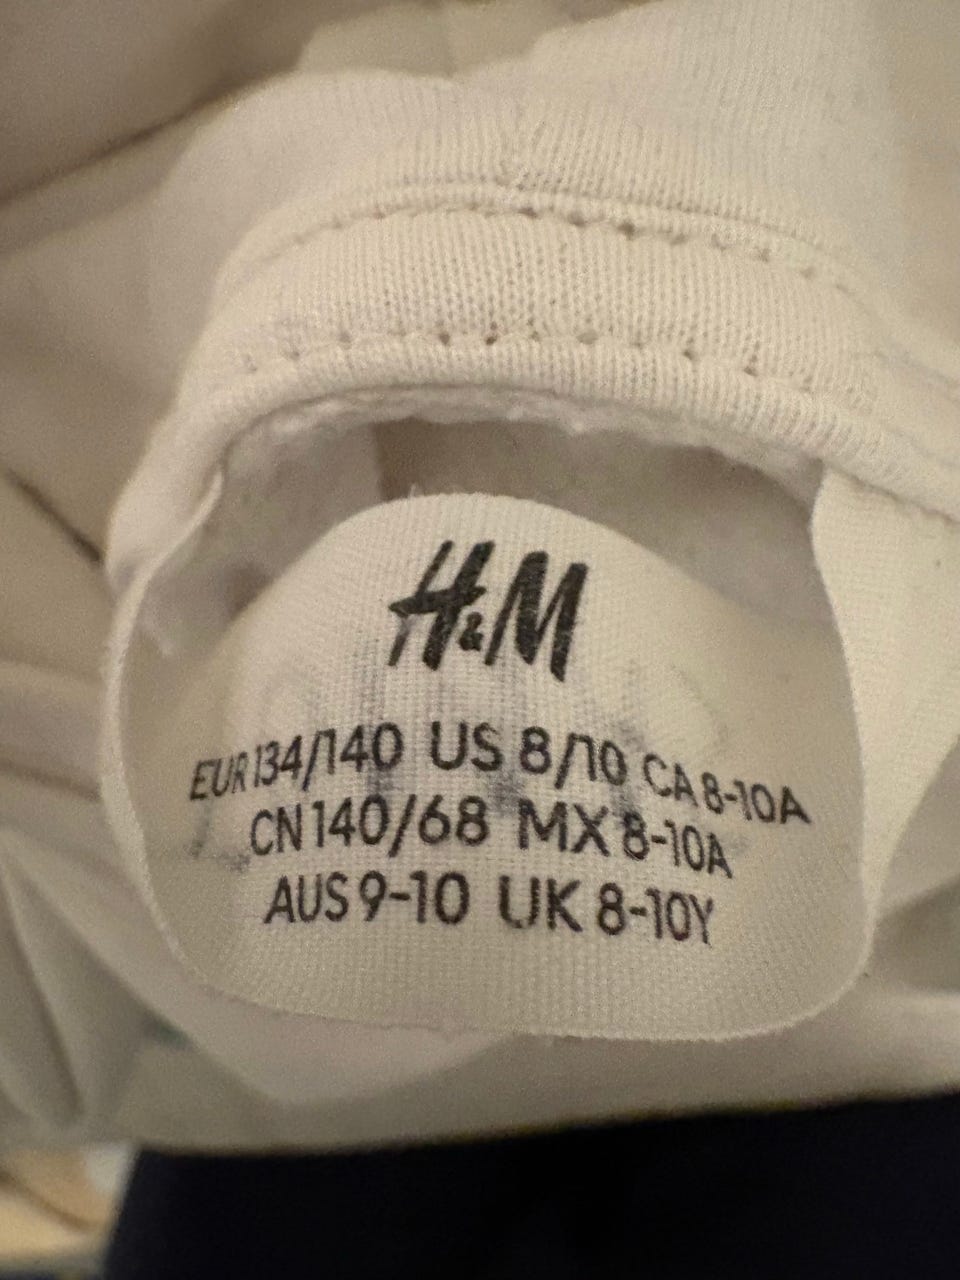 H&M
EUR 134/140 US 8/10 CA 8-10A
CN 140/68 MX 8-10A
AUS 9-10 UK 8-10Y